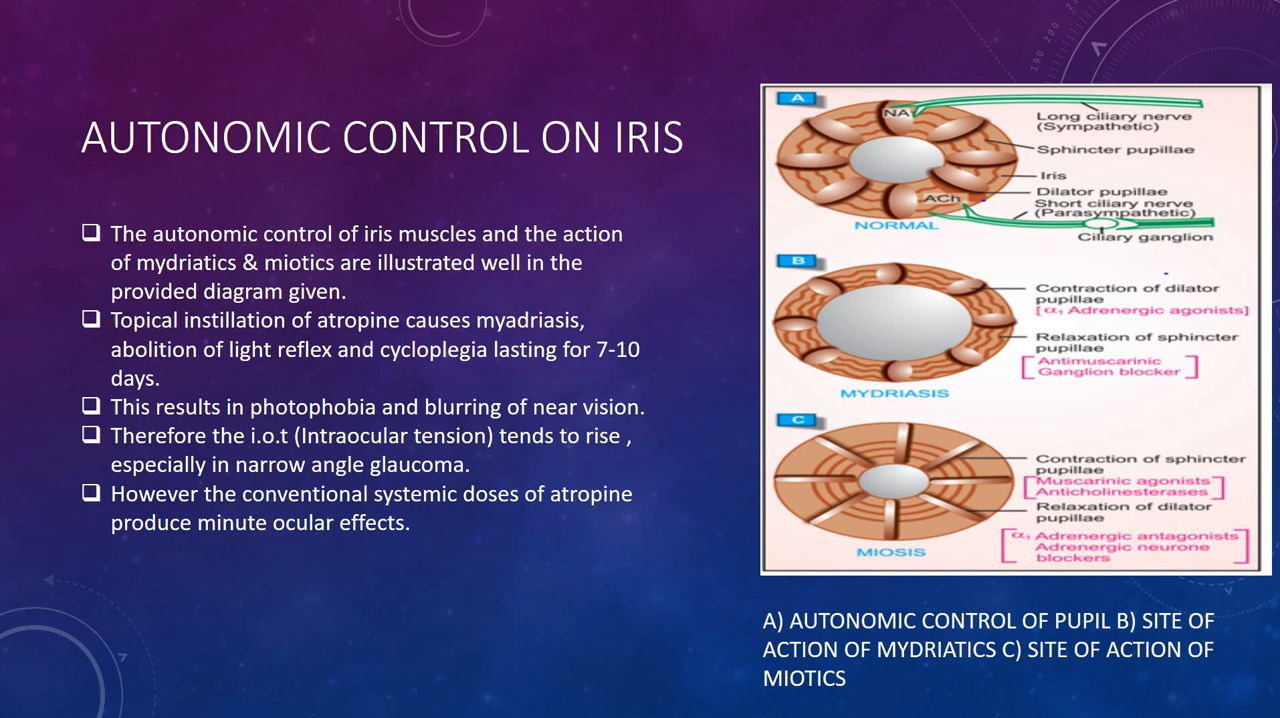 AUTONOMIC CONTROL ON IRIS
❑ The autonomic control of iris muscles and the action
of mydriatics & miotics are illustrated well in the
provided diagram given.
❑ Topical instillation of atropine causes myadriasis,
abolition of light reflex and cycloplegia lasting for 7-10
days.
❑ This results in photophobia and blurring of near vision.
❑ Therefore the i.o.t (Intraocular tension) tends to rise ,
especially in narrow angle glaucoma.
❑ However the conventional systemic doses of atropine
produce minute ocular effects.
A
NA
Long ciliary nerve
(Sympathetic)
Sphincter pupillae
Iris
Dilator pupillae
ACh
Short ciliary nerve
(Parasympathetic)
NORMAL
Ciliary ganglion
B
Contraction of dilator
pupillae
[α1 Adrenergic agonists]
Relaxation of sphincter
pupillae
[Antimuscarinic
Ganglion blocker]
MYDRIASIS
C
Contraction of sphincter
pupillae
[Muscarinic agonists
Anticholinesterases]
Relaxation of dilator
pupillae
[α1 Adrenergic antagonists
Adrenergic neurone
blockers]
MIOSIS
A) AUTONOMIC CONTROL OF PUPIL B) SITE OF
ACTION OF MYDRIATICS C) SITE OF ACTION OF
MIOTICS
190 200